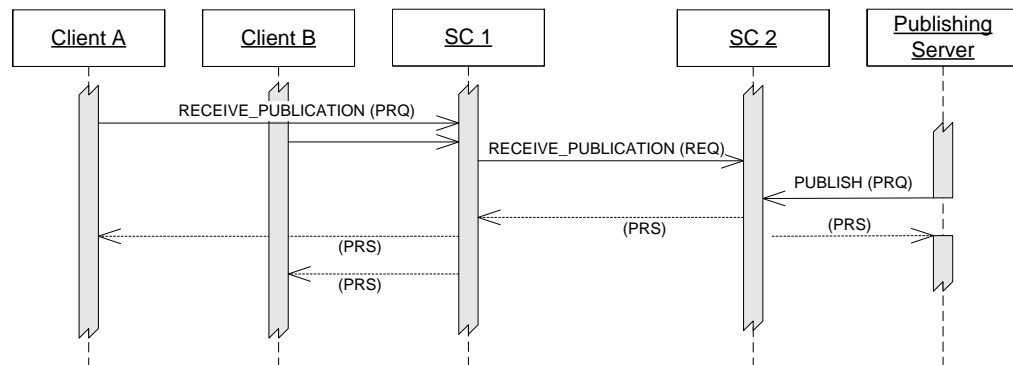 Client A
Client B
SC 1
SC 2
Publishing
Server
RECEIVE_PUBLICATION (PRQ)
RECEIVE_PUBLICATION (REQ)
PUBLISH (PRQ)
(PRS)
(PRS)
(PRS)
(PRS)